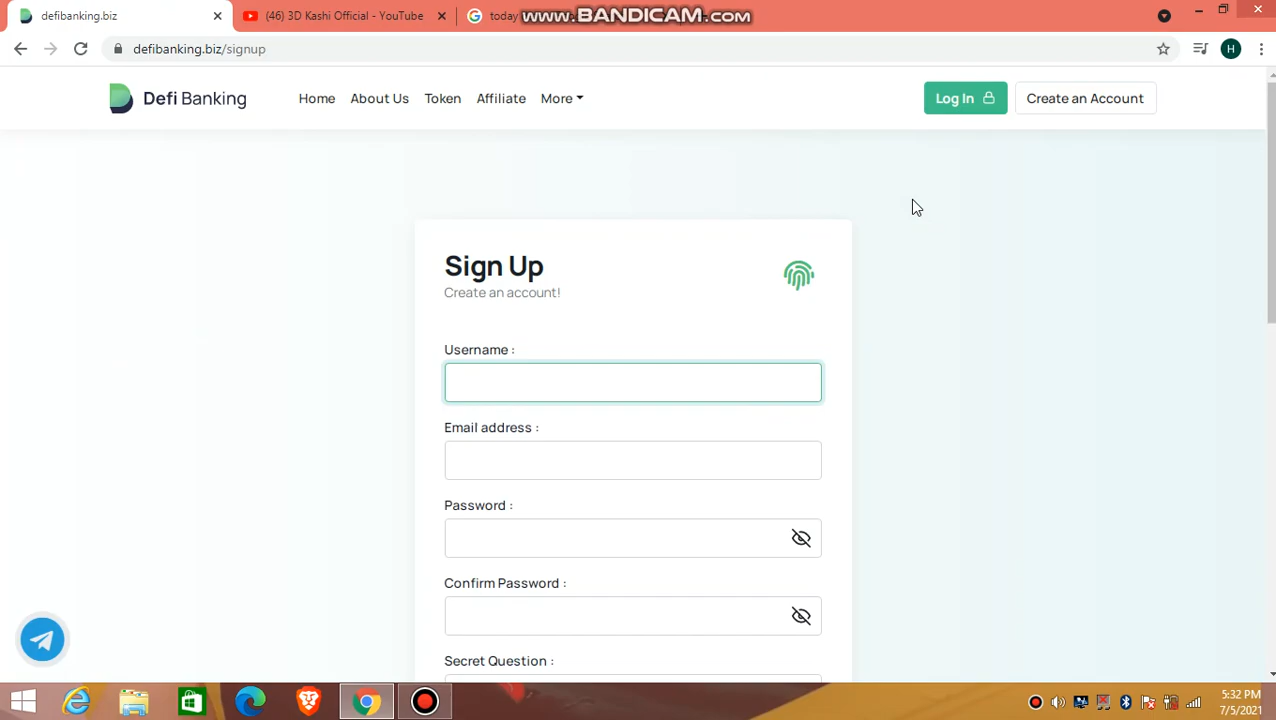 defibanking.biz
(46) 3D Kashi Official - YouTube
today
www.BANDICAM.com
defibanking.biz/signup
H
Defi Banking
Home
About Us
Token
Affiliate
More
Log In
Create an Account
Sign Up
Create an account!
Username :
Email address :
Password :
Confirm Password :
Secret Question :
5:32 PM
7/5/2021